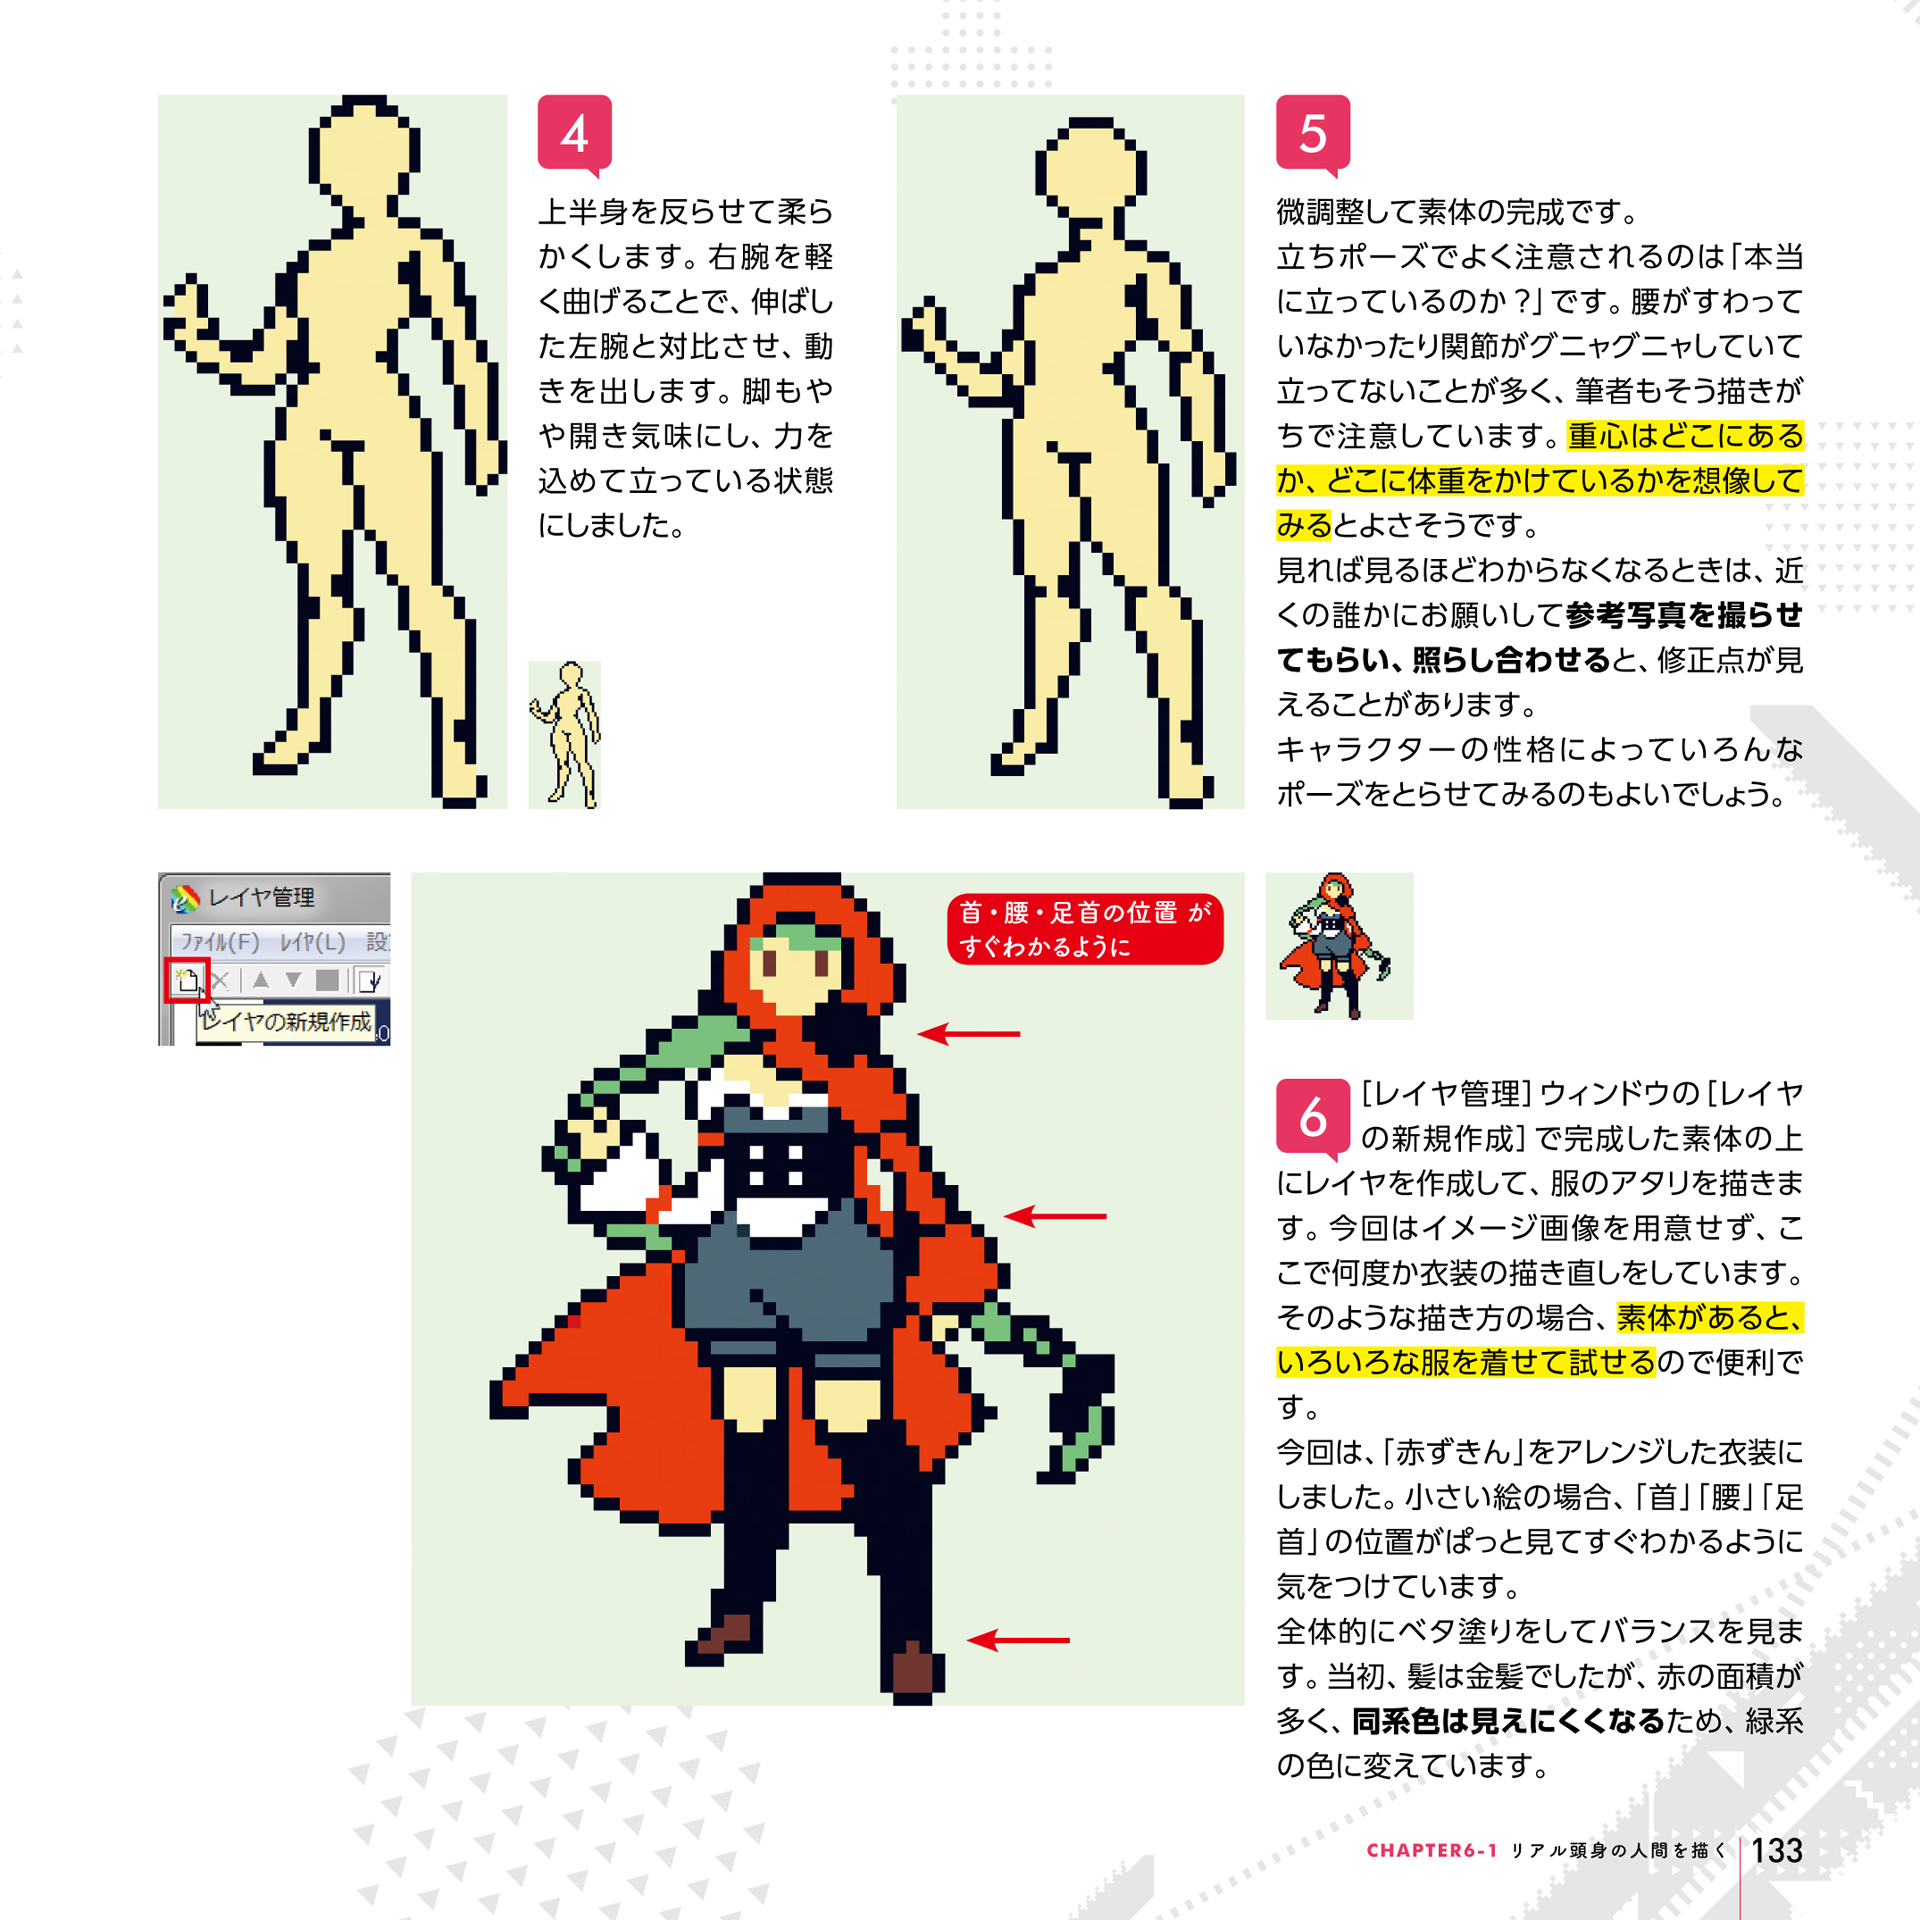 4
上半身を反らせて柔ら
かくします。右腕を軽
く曲げることで、伸ばし
た左腕と対比させ、動
きを出します。脚もや
や開き気味にし、力を
込めて立っている状態
にしました。
5
微調整して素体の完成です。
立ちポーズでよく注意されるのは「本当
に立っているのか？」です。腰がすわって
いなかったり関節がグニャグニャしていて
立ってないことが多く、筆者もそう描きが
ちで注意しています。重心はどこにある
か、どこに体重をかけているかを想像して
みるとよさそうです。
見れば見るほどわからなくなるときは、近
くの誰かにお願いして参考写真を撮らせ
てもらい、照らし合わせると、修正点が見
えることがあります。
キャラクターの性格によっていろんな
ポーズをとらせてみるのもよいでしょう。
レイヤ管理
ﾌｧｲﾙ(F) ﾚｲﾔ(L) 設
レイヤの新規作成
首・腰・足首の位置 が
すぐわかるように
6
［レイヤ管理］ウィンドウの［レイヤ
の新規作成］で完成した素体の上
にレイヤを作成して、服のアタリを描きま
す。今回はイメージ画像を用意せず、こ
こで何度か衣装の描き直しをしています。
そのような描き方の場合、素体があると、
いろいろな服を着せて試せるので便利で
す。
今回は、「赤ずきん」をアレンジした衣装に
しました。小さい絵の場合、「首」「腰」「足
首」の位置がぱっと見てすぐわかるように
気をつけています。
全体的にベタ塗りをしてバランスを見ま
す。当初、髪は金髪でしたが、赤の面積が
多く、同系色は見えにくくなるため、緑系
の色に変えています。
CHAPTER6-1 リアル頭身の人間を描く 133